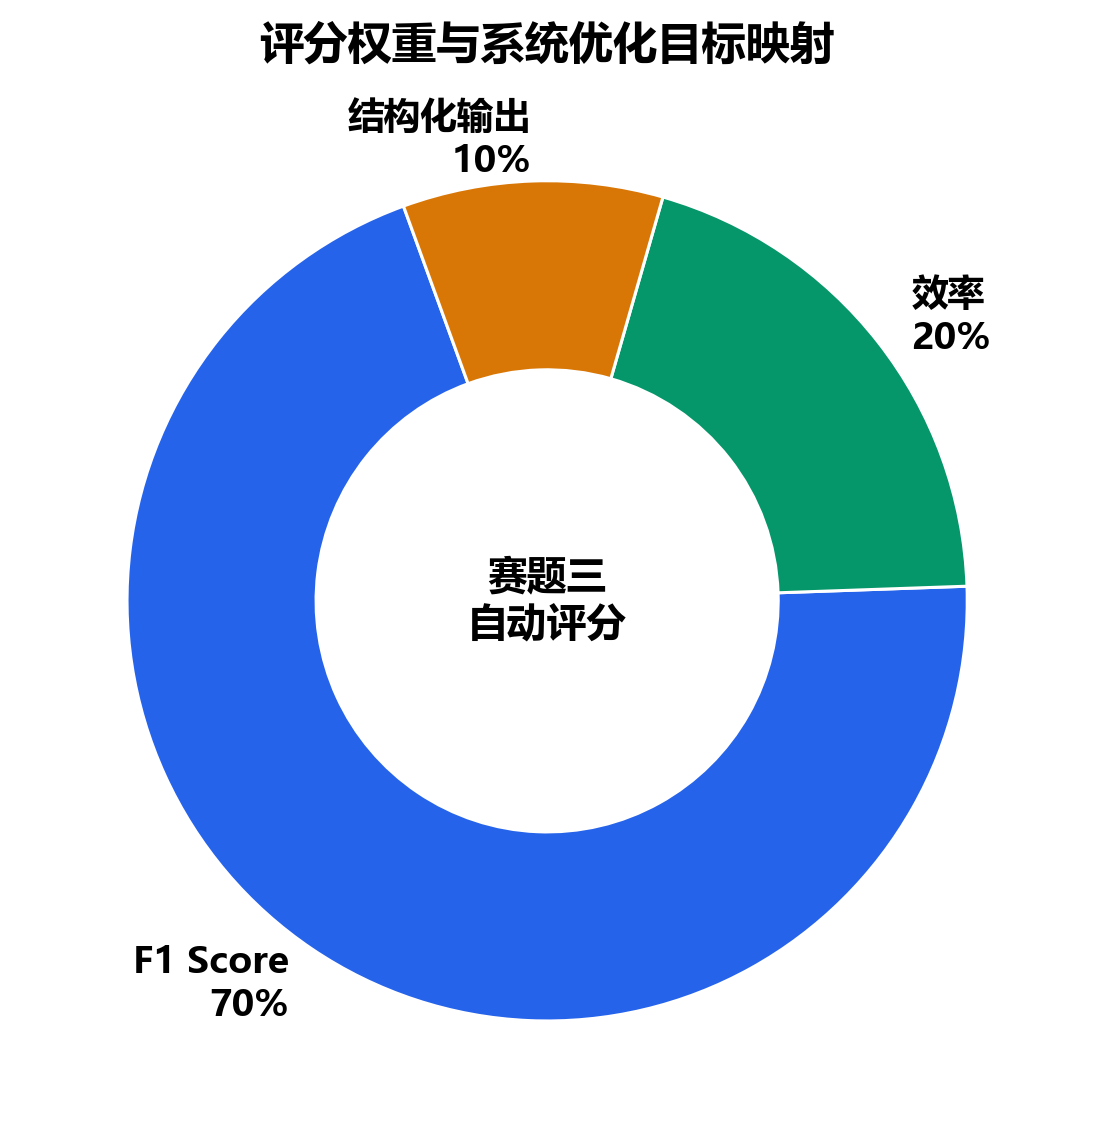 评分权重与系统优化目标映射
结构化输出
10%
效率
20%
赛题三
自动评分
F1 Score
70%